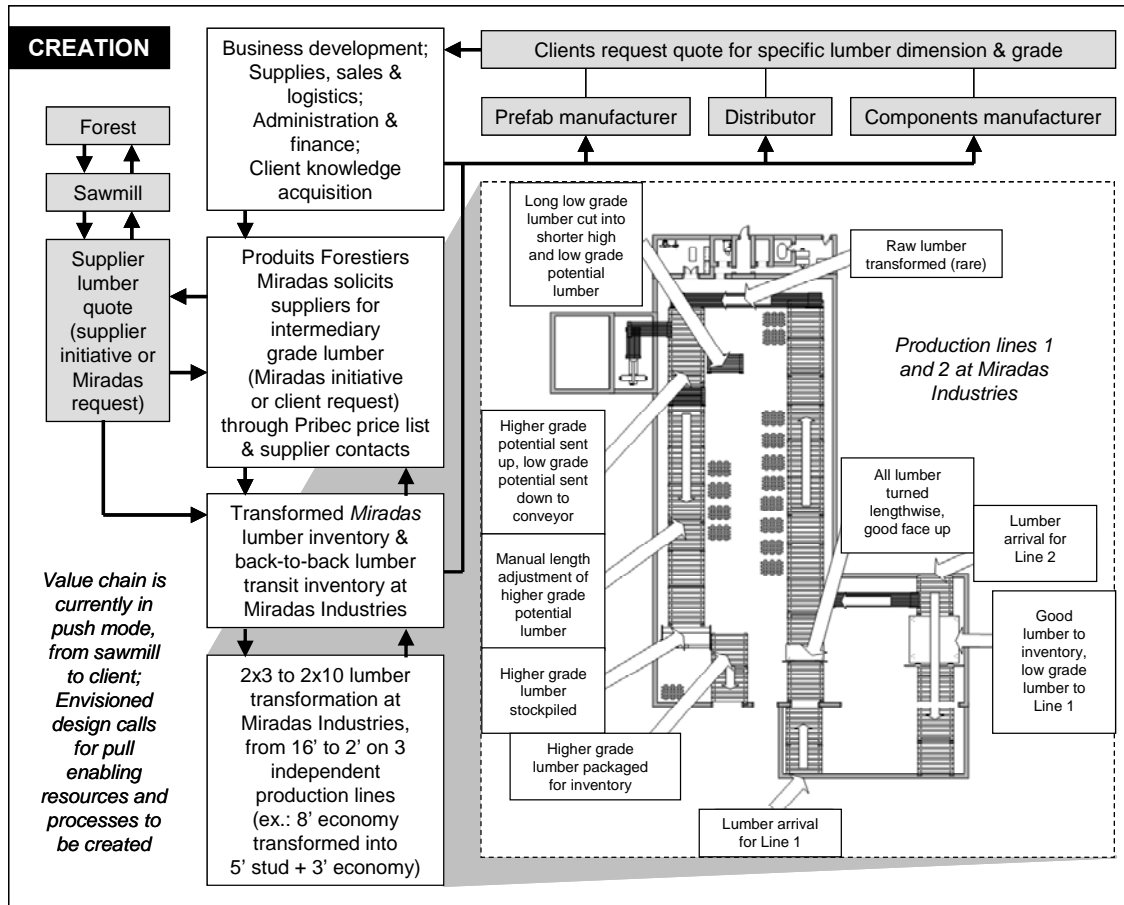 CREATION
Business development;
Supplies, sales &
logistics;
Administration &
finance;
Client knowledge
acquisition
Clients request quote for specific lumber dimension & grade
Prefab manufacturer
Distributor
Components manufacturer
Forest
Sawmill
Supplier
lumber
quote
(supplier
initiative or
Miradas
request)
Produits Forestiers
Miradas solicits
suppliers for
intermediary
grade lumber
(Miradas initiative
or client request)
through Pribec price list
& supplier contacts
Transformed Miradas
lumber inventory &
back-to-back lumber
transit inventory at
Miradas Industries
2x3 to 2x10 lumber
transformation at
Miradas Industries,
from 16' to 2' on 3
independent
production lines
(ex.: 8' economy
transformed into
5' stud + 3' economy)
Value chain is
currently in
push mode,
from sawmill
to client;
Envisioned
design calls
for pull
enabling
resources and
processes to
be created
Long low grade
lumber cut into
shorter high
and low grade
potential
lumber
Raw lumber
transformed (rare)
Production lines 1
and 2 at Miradas
Industries
Higher grade
potential sent
up, low grade
potential sent
down to
conveyor
Manual length
adjustment of
higher grade
potential
lumber
Higher grade
lumber
stockpiled
Higher grade
lumber packaged
for inventory
All lumber
turned
lengthwise,
good face up
Lumber
arrival for
Line 2
Good
lumber to
inventory,
low grade
lumber to
Line 1
Lumber arrival
for Line 1